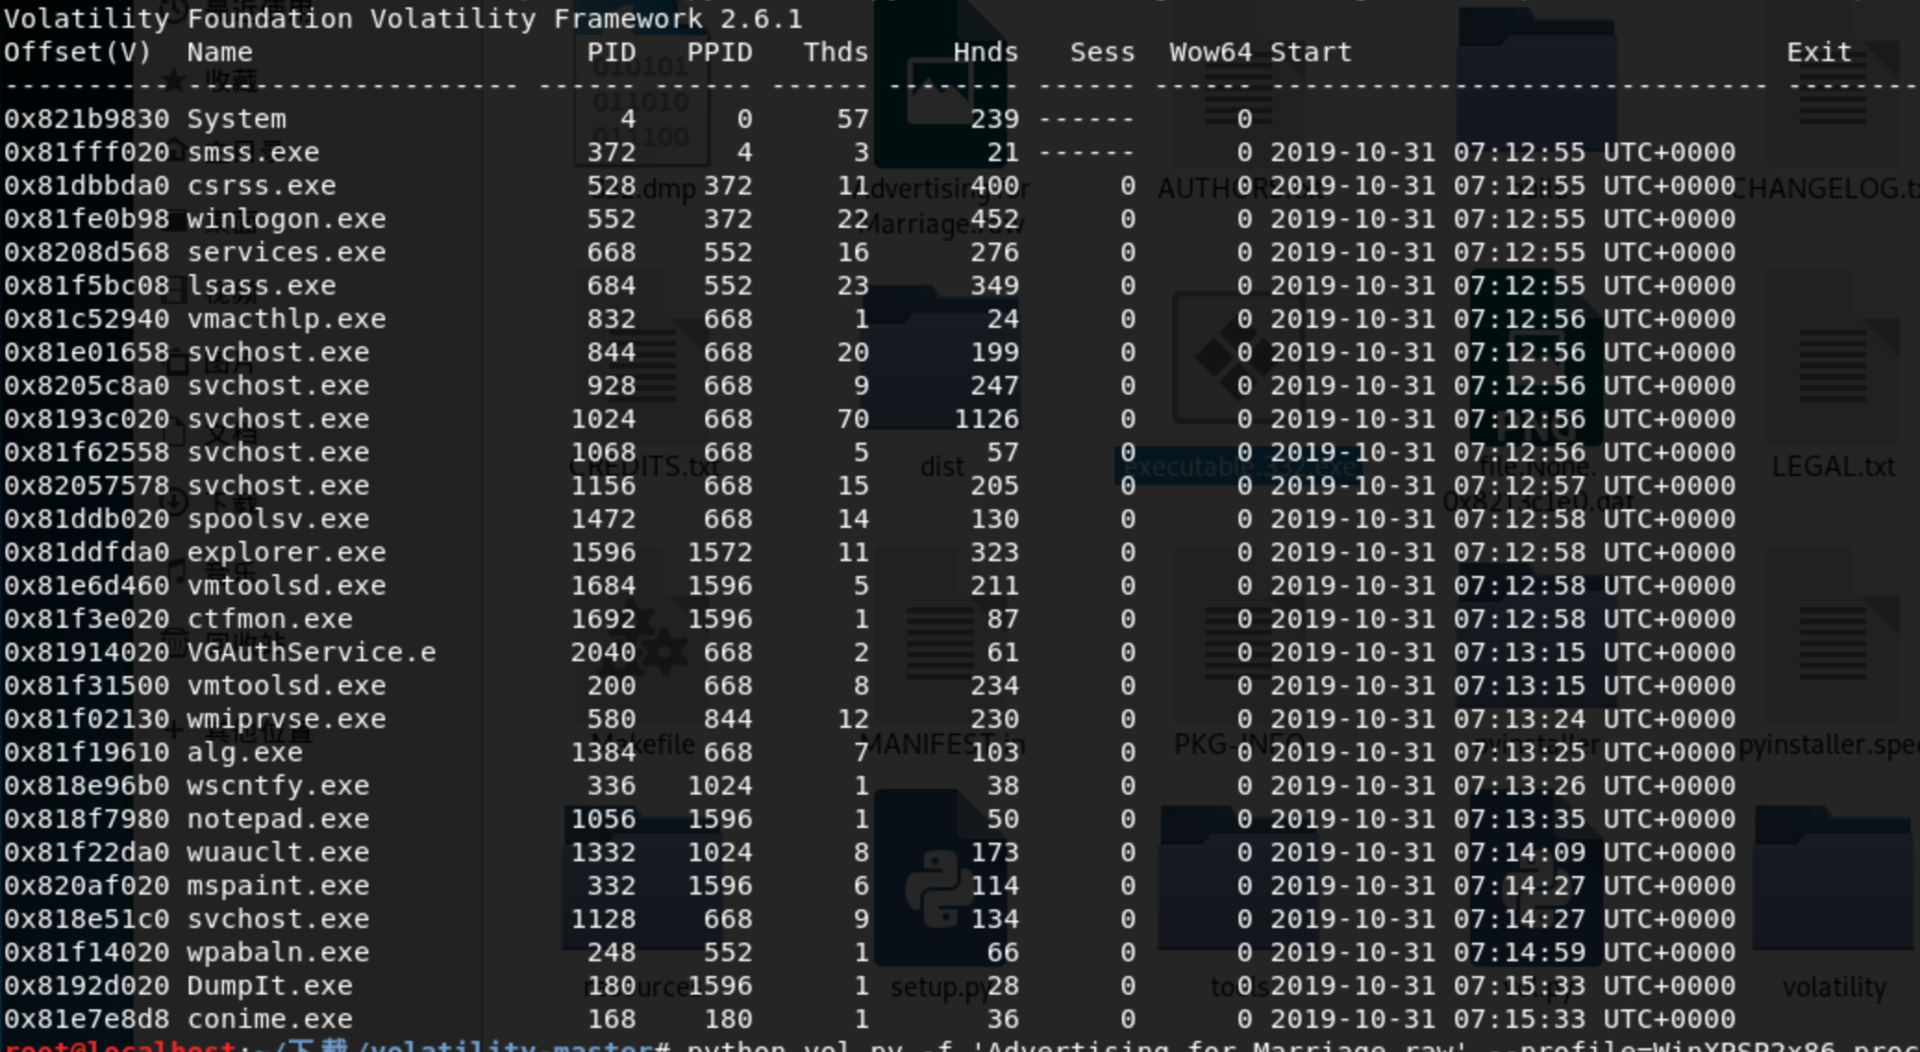 Volatility Foundation Volatility Framework 2.6.1
Offset(V) Name PID PPID Thds Hnds Sess Wow64 Start Exit
0x821b9830 System 4 0 57 239 ------ 0
0x81fff020 smss.exe 372 4 3 21 ------ 0 2019-10-31 07:12:55 UTC+0000
0x81dbbda0 csrss.exe 528 372 11 400 0 0 2019-10-31 07:12:55 UTC+0000
0x81fe0b98 winlogon.exe 552 372 22 452 0 0 2019-10-31 07:12:55 UTC+0000
0x8208d568 services.exe 668 552 16 276 0 0 2019-10-31 07:12:55 UTC+0000
0x81f5bc08 lsass.exe 684 552 23 349 0 0 2019-10-31 07:12:55 UTC+0000
0x81c52940 vmacthlp.exe 832 668 1 24 0 0 2019-10-31 07:12:56 UTC+0000
0x81e01658 svchost.exe 844 668 20 199 0 0 2019-10-31 07:12:56 UTC+0000
0x8205c8a0 svchost.exe 928 668 9 247 0 0 2019-10-31 07:12:56 UTC+0000
0x8193c020 svchost.exe 1024 668 70 1126 0 0 2019-10-31 07:12:56 UTC+0000
0x81f62558 svchost.exe 1068 668 5 57 0 0 2019-10-31 07:12:56 UTC+0000
0x82057578 svchost.exe 1156 668 15 205 0 0 2019-10-31 07:12:57 UTC+0000
0x81ddb020 spoolsv.exe 1472 668 14 130 0 0 2019-10-31 07:12:58 UTC+0000
0x81ddfda0 explorer.exe 1596 1572 11 323 0 0 2019-10-31 07:12:58 UTC+0000
0x81e6d460 vmtoolsd.exe 1684 1596 5 211 0 0 2019-10-31 07:12:58 UTC+0000
0x81f3e020 ctfmon.exe 1692 1596 1 87 0 0 2019-10-31 07:12:58 UTC+0000
0x81914020 VGAuthService.e 2040 668 2 61 0 0 2019-10-31 07:13:15 UTC+0000
0x81f31500 vmtoolsd.exe 200 668 8 234 0 0 2019-10-31 07:13:15 UTC+0000
0x81f02130 wmiprvse.exe 580 844 12 230 0 0 2019-10-31 07:13:24 UTC+0000
0x81f19610 alg.exe 1384 668 7 103 0 0 2019-10-31 07:13:25 UTC+0000
0x818e96b0 wscntfy.exe 336 1024 1 38 0 0 2019-10-31 07:13:26 UTC+0000
0x818f7980 notepad.exe 1056 1596 1 50 0 0 2019-10-31 07:13:35 UTC+0000
0x81f22da0 wuauclt.exe 1332 1024 8 173 0 0 2019-10-31 07:14:09 UTC+0000
0x820af020 mspaint.exe 332 1596 6 114 0 0 2019-10-31 07:14:27 UTC+0000
0x818e51c0 svchost.exe 1128 668 9 134 0 0 2019-10-31 07:14:27 UTC+0000
0x81f14020 wpabaln.exe 248 552 1 66 0 0 2019-10-31 07:14:59 UTC+0000
0x8192d020 DumpIt.exe 180 1596 1 28 0 0 2019-10-31 07:15:33 UTC+0000
0x81e7e8d8 conime.exe 168 180 1 36 0 0 2019-10-31 07:15:33 UTC+0000
root@localhost:~/下载/volatility-master# python vol.py -f 'Advertising for Marriage.raw' --profile=WinXPSP2x86 proc